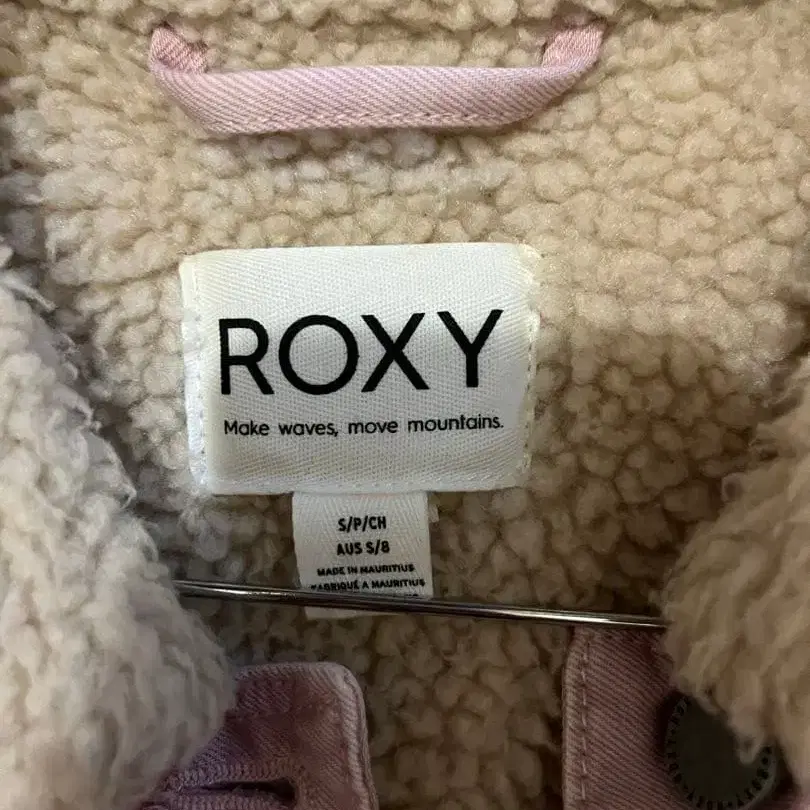 ROXY
Make waves, move mountains.
S/P/CH
AUS S/8
MADE IN MAURITIUS
FABRIQUÉ A MAURITIUS